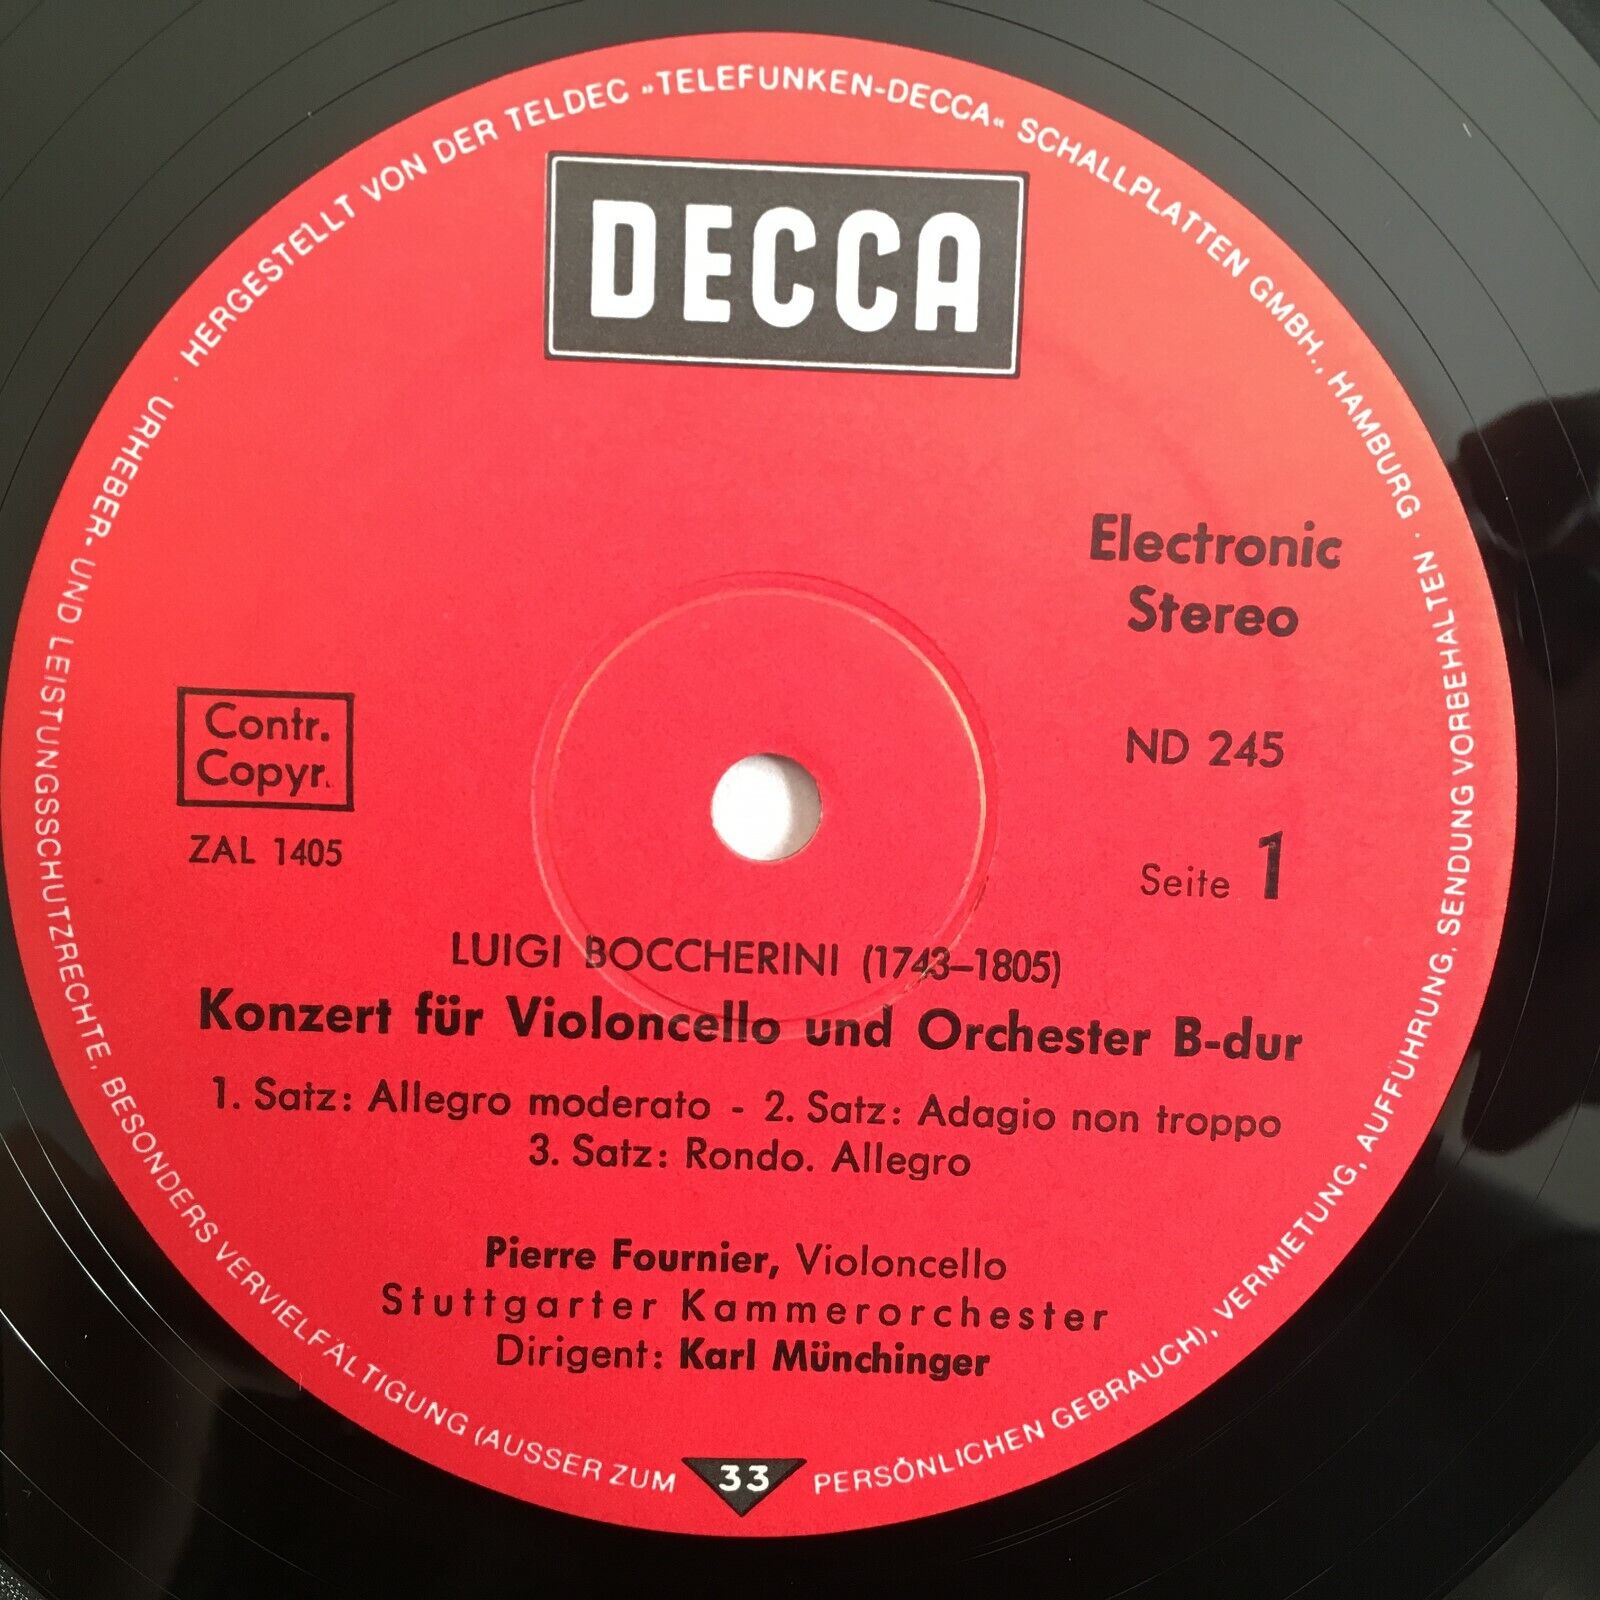 HERGESTELLT VON DER TELDEC »TELEFUNKEN-DECCA« SCHALLPLATTEN GMBH., HAMBURG ·
URHEBER- UND LEISTUNGSSCHUTZRECHTE, BESONDERS VERVIELFÄLTIGUNG (AUSSER ZUM PERSÖNLICHEN GEBRAUCH), VERMIETUNG, AUFFÜHRUNG, SENDUNG VORBEHALTEN ·
DECCA
Electronic
Stereo
Contr.
Copyr.
ZAL 1405
ND 245
Seite 1
LUIGI BOCCHERINI (1743–1805)
Konzert für Violoncello und Orchester B-dur
1. Satz: Allegro moderato - 2. Satz: Adagio non troppo
3. Satz: Rondo. Allegro
Pierre Fournier, Violoncello
Stuttgarter Kammerorchester
Dirigent: Karl Münchinger
33